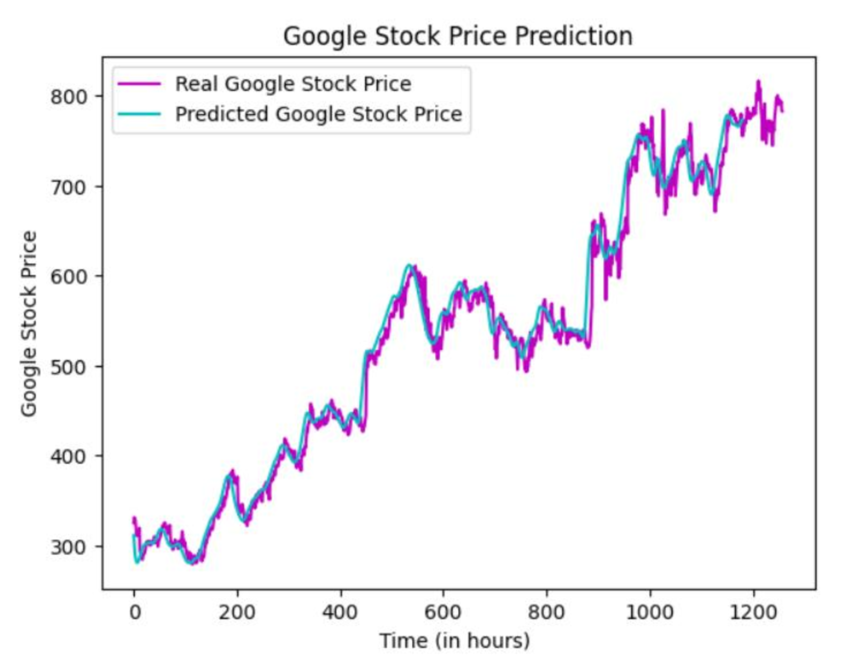 Google Stock Price Prediction
Real Google Stock Price
Predicted Google Stock Price
800
700
600
500
400
300
Google Stock Price
0 200 400 600 800 1000 1200
Time (in hours)